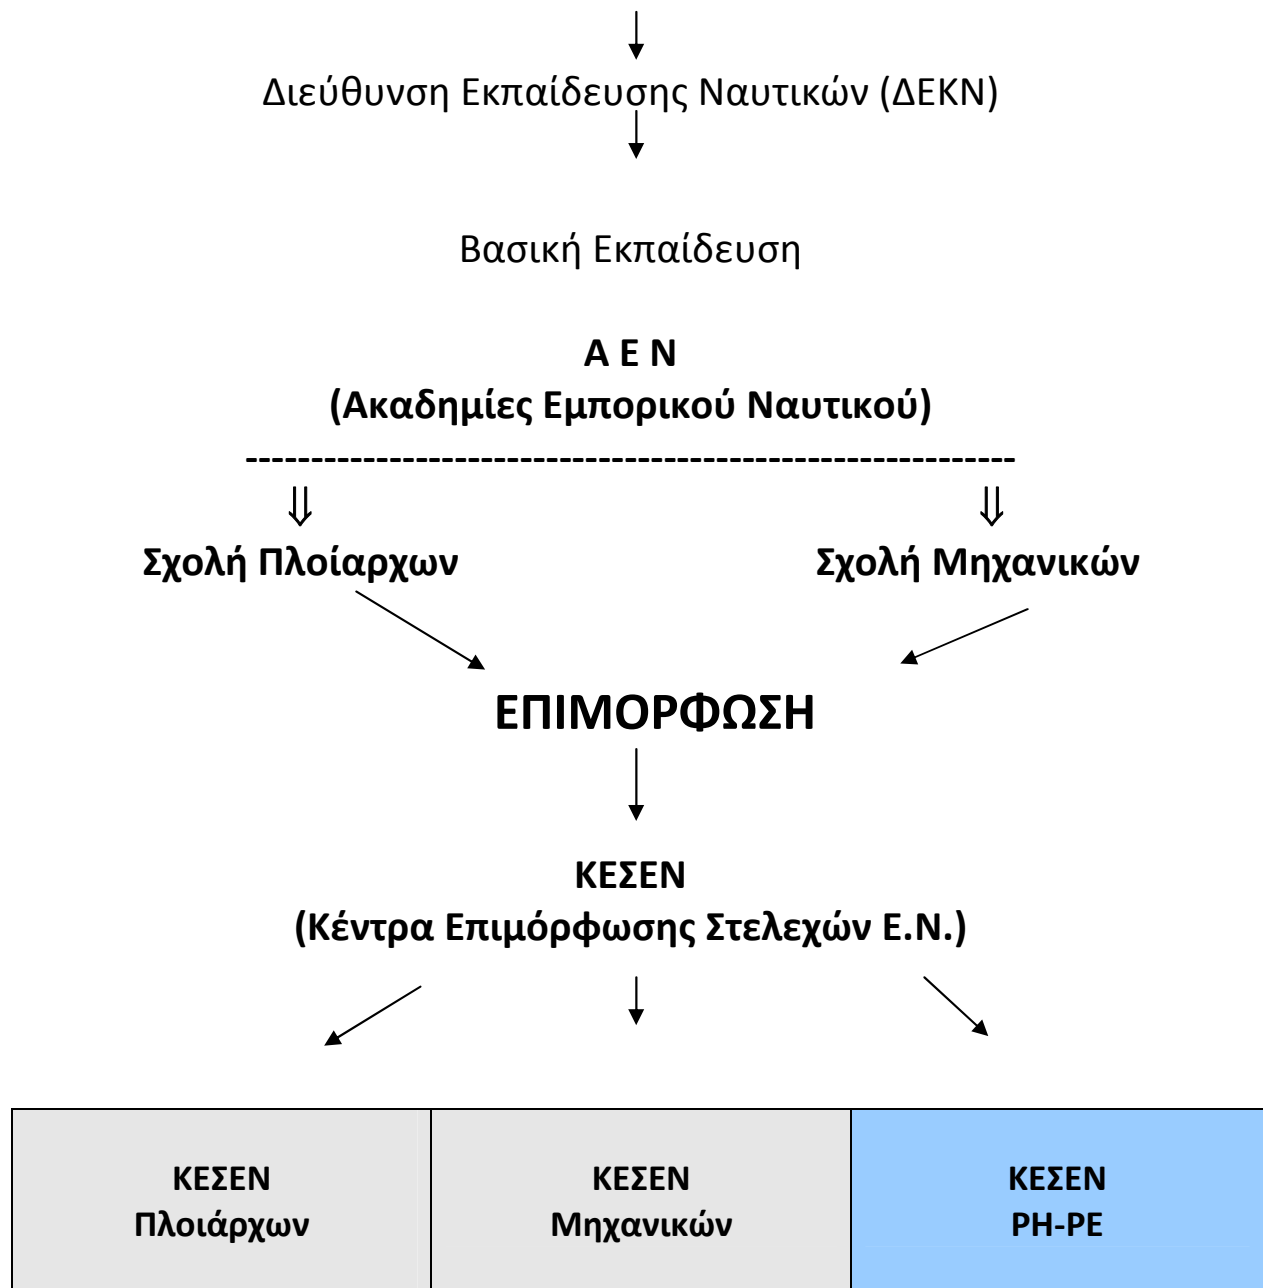 Διεύθυνση Εκπαίδευσης Ναυτικών (ΔΕΚΝ)
Βασική Εκπαίδευση
Α Ε Ν
(Ακαδημίες Εμπορικού Ναυτικού)
-----------------------------------------------------------
⇓ ⇓
Σχολή Πλοίαρχων Σχολή Μηχανικών
ΕΠΙΜΟΡΦΩΣΗ
ΚΕΣΕΝ
(Κέντρα Επιμόρφωσης Στελεχών Ε.Ν.)
ΚΕΣΕΝ ΚΕΣΕΝ ΚΕΣΕΝ
Πλοιάρχων Μηχανικών ΡΗ-ΡΕ